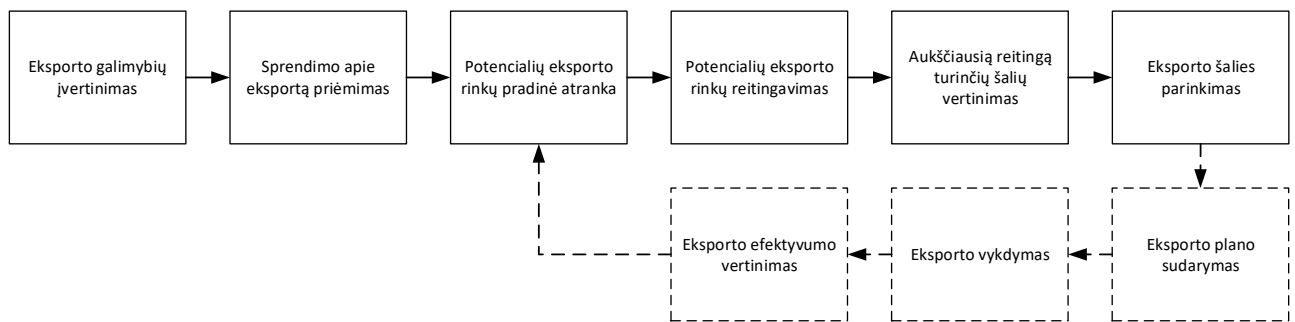 Eksporto galimybių
įvertinimas
Sprendimo apie
eksportą priėmimas
Potencialių eksporto
rinkų pradinė atranka
Potencialių eksporto
rinkų reitingavimas
Aukščiausią reitingą
turinčių šalių
vertinimas
Eksporto šalies
parinkimas
Eksporto efektyvumo
vertinimas
Eksporto vykdymas
Eksporto plano
sudarymas